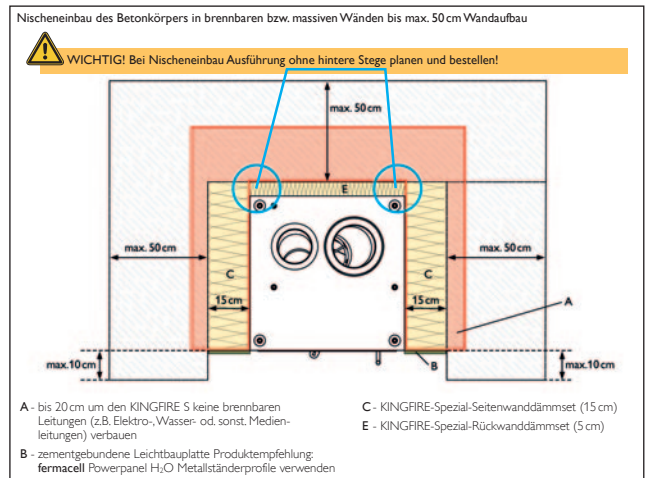 Nischeneinbau des Betonkörpers in brennbaren bzw. massiven Wänden bis max. 50 cm Wandaufbau
WICHTIG! Bei Nischeneinbau Ausführung ohne hintere Stege planen und bestellen!
max. 50 cm
E
max. 50 cm
max. 50 cm
C
C
15 cm
15 cm
A
B
max. 10 cm
max. 10 cm
A - bis 20 cm um den KINGFIRE S keine brennbaren
Leitungen (z.B. Elektro-, Wasser- od. sonst. Medien-
leitungen) verbauen
B - zementgebundene Leichtbauplatte Produktempfehlung:
fermacell Powerpanel H₂O Metallständerprofile verwenden
C - KINGFIRE-Spezial-Seitenwanddämmset (15 cm)
E - KINGFIRE-Spezial-Rückwanddämmset (5 cm)